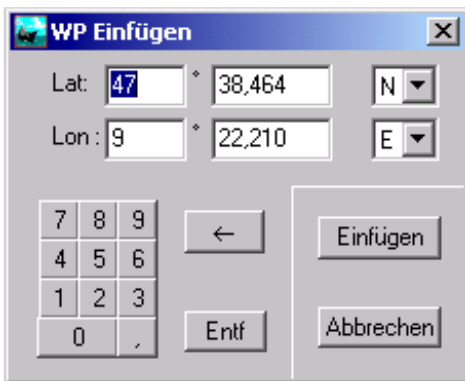 WP Einfügen
Lat: 47 ° 38,464 N
Lon : 9 ° 22,210 E
7 8 9 ←
4 5 6 Einfügen
1 2 3
0 , Entf Abbrechen